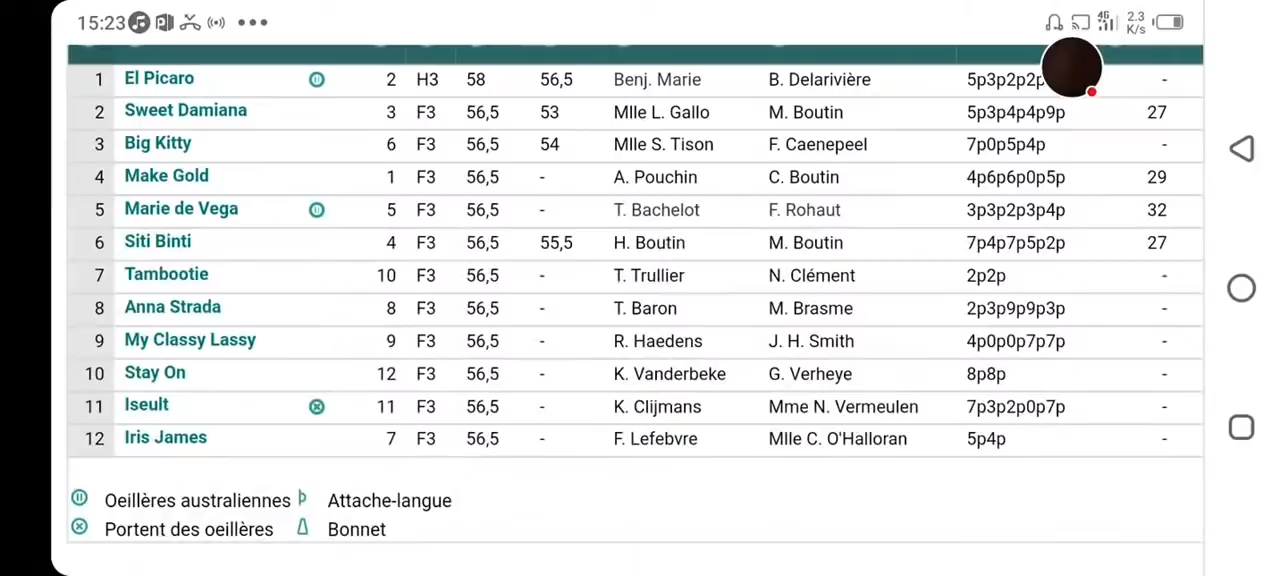 15:23 4G 2.3 K/s
1 El Picaro 2 H3 58 56,5 Benj. Marie B. Delarivière 5p3p2p2p -
2 Sweet Damiana 3 F3 56,5 53 Mlle L. Gallo M. Boutin 5p3p4p4p9p 27
3 Big Kitty 6 F3 56,5 54 Mlle S. Tison F. Caenepeel 7p0p5p4p -
4 Make Gold 1 F3 56,5 - A. Pouchin C. Boutin 4p6p6p0p5p 29
5 Marie de Vega 5 F3 56,5 - T. Bachelot F. Rohaut 3p3p2p3p4p 32
6 Siti Binti 4 F3 56,5 55,5 H. Boutin M. Boutin 7p4p7p5p2p 27
7 Tambootie 10 F3 56,5 - T. Trullier N. Clément 2p2p -
8 Anna Strada 8 F3 56,5 - T. Baron M. Brasme 2p3p9p9p3p -
9 My Classy Lassy 9 F3 56,5 - R. Haedens J. H. Smith 4p0p0p7p7p -
10 Stay On 12 F3 56,5 - K. Vanderbeke G. Verheye 8p8p -
11 Iseult 11 F3 56,5 - K. Clijmans Mme N. Vermeulen 7p3p2p0p7p -
12 Iris James 7 F3 56,5 - F. Lefebvre Mlle C. O'Halloran 5p4p -
Oeillères australiennes Attache-langue
Portent des oeillères Bonnet